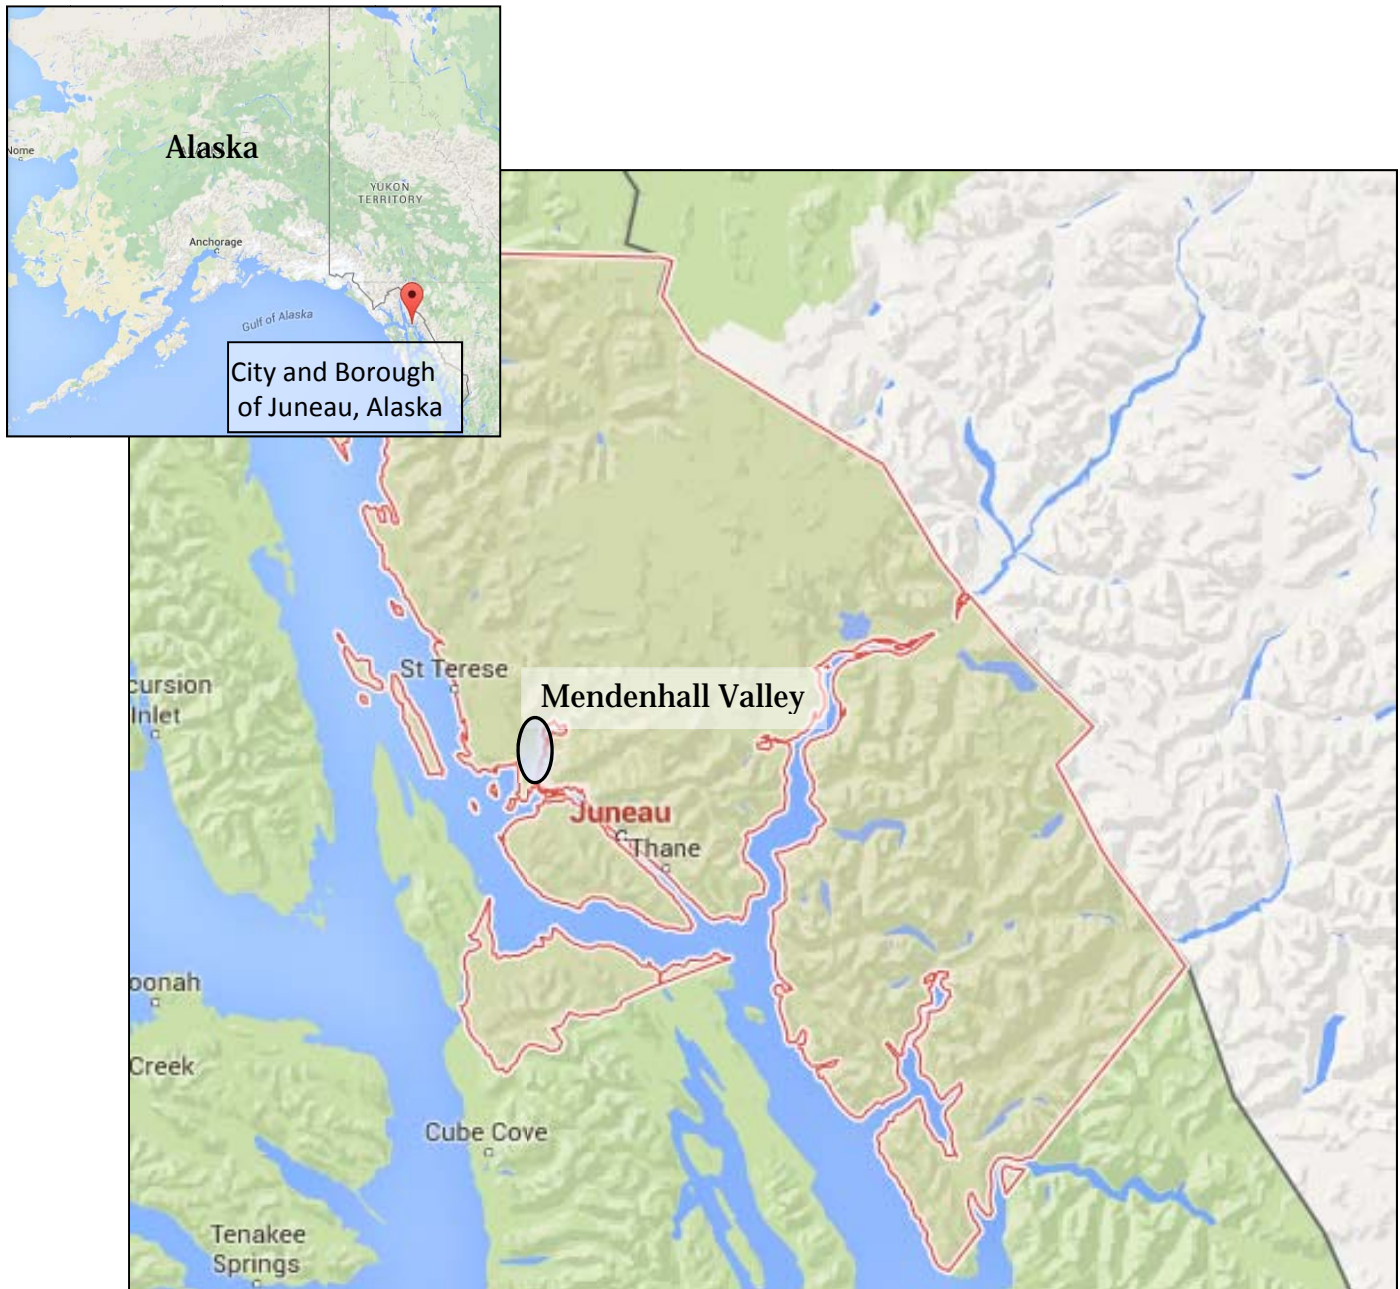 Alaska
Nome
YUKON
TERRITORY
Anchorage
Gulf of Alaska
City and Borough
of Juneau, Alaska
St Terese
Mendenhall Valley
cursion
Inlet
Juneau
Thane
oonah
Creek
Cube Cove
Tenakee
Springs